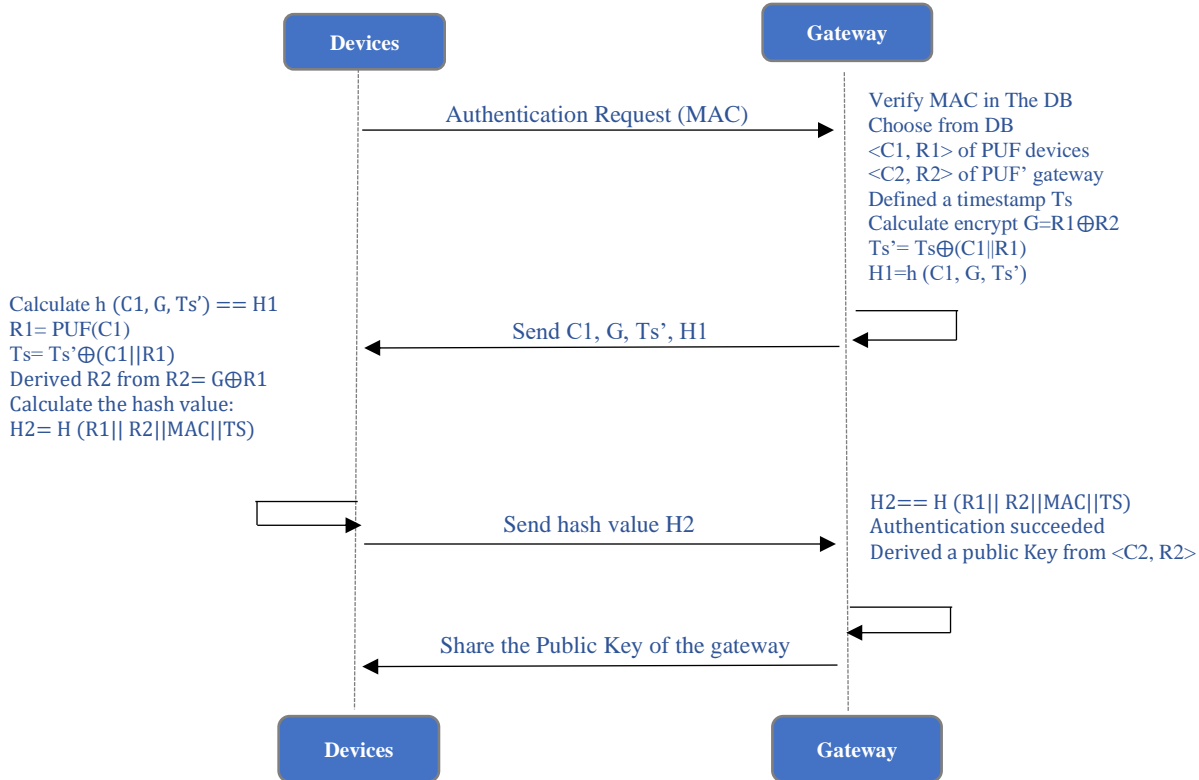 Devices
Gateway
Authentication Request (MAC)
Verify MAC in The DB
Choose from DB
<C1, R1> of PUF devices
<C2, R2> of PUF’ gateway
Defined a timestamp Ts
Calculate encrypt G=R1⊕R2
Ts’= Ts⊕(C1||R1)
H1=h (C1, G, Ts’)
Calculate h (C1, G, Ts’) == H1
R1= PUF(C1)
Ts= Ts’⊕(C1||R1)
Derived R2 from R2= G⊕R1
Calculate the hash value:
H2= H (R1|| R2||MAC||TS)
Send C1, G, Ts’, H1
Send hash value H2
H2== H (R1|| R2||MAC||TS)
Authentication succeeded
Derived a public Key from <C2, R2>
Share the Public Key of the gateway
Devices
Gateway